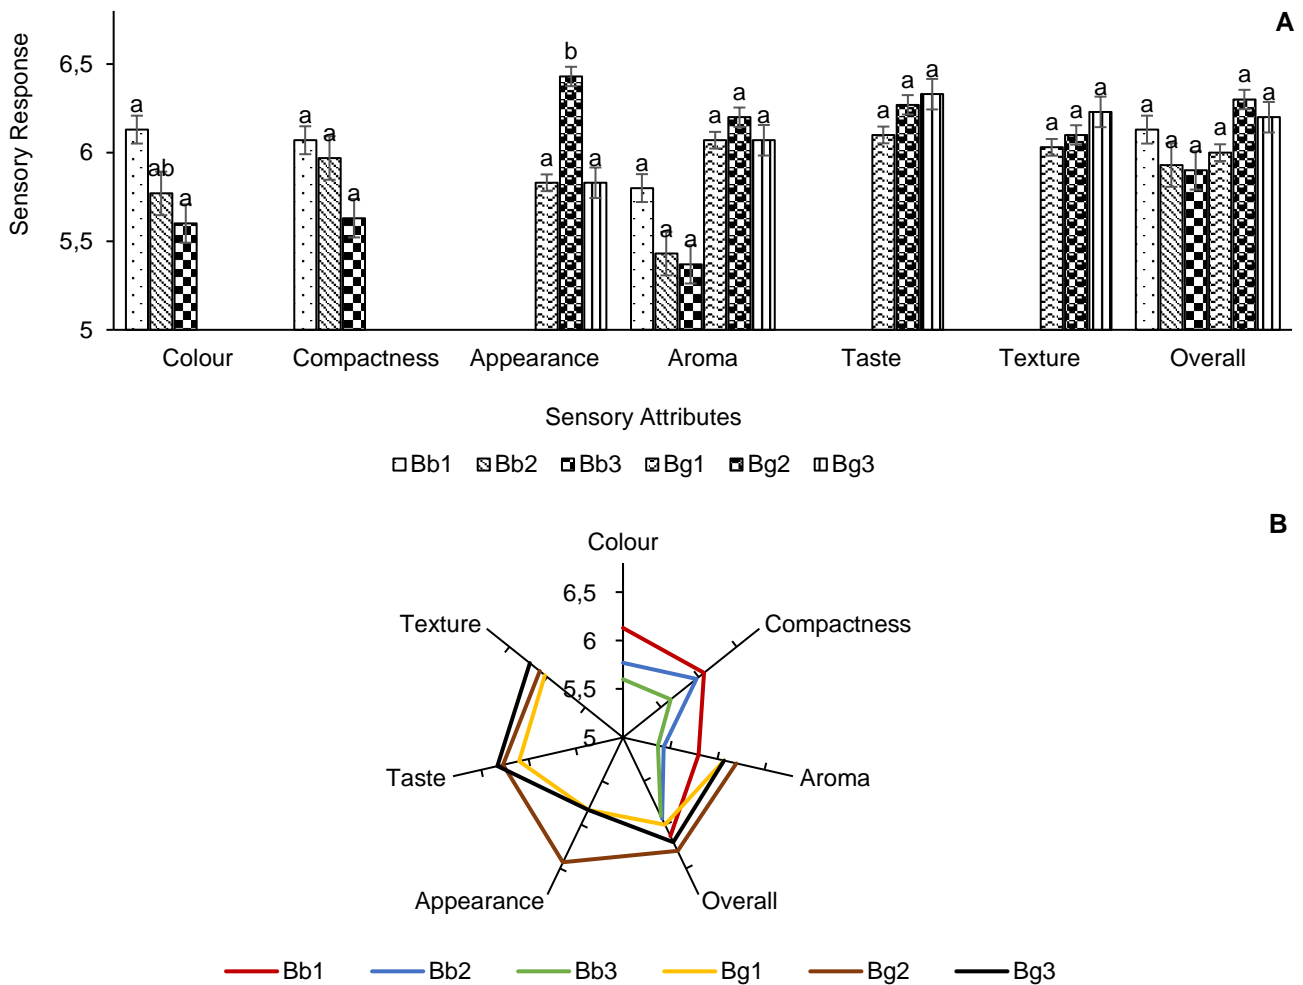 A
Sensory Response
6,5
6
5,5
5
a ab a
a a a
a b a
a a a a a a
a a a
a a a
a a a a a a
Colour Compactness Appearance Aroma Taste Texture Overall
Sensory Attributes
Bb1 Bb2 Bb3 Bg1 Bg2 Bg3
B
Colour
6,5
6
5,5
5
Texture
Compactness
Taste
Aroma
Appearance
Overall
Bb1 Bb2 Bb3 Bg1 Bg2 Bg3